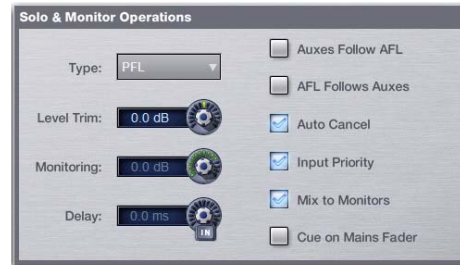 Solo & Monitor Operations
Type:
PFL
Level Trim:
0.0 dB
Monitoring:
0.0 dB
Delay:
0.0 ms
IN
Auxes Follow AFL
AFL Follows Auxes
Auto Cancel
Input Priority
Mix to Monitors
Cue on Mains Fader